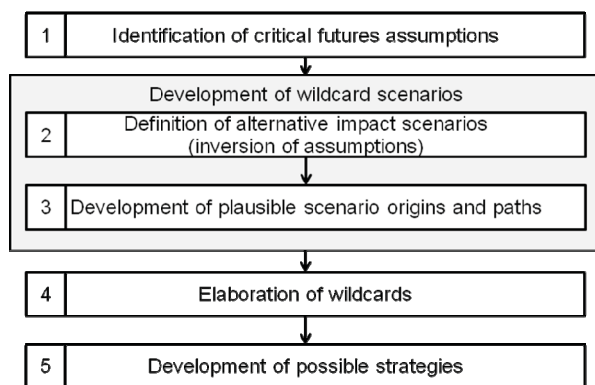 1 Identification of critical futures assumptions
Development of wildcard scenarios
2 Definition of alternative impact scenarios
(inversion of assumptions)
3 Development of plausible scenario origins and paths
4 Elaboration of wildcards
5 Development of possible strategies